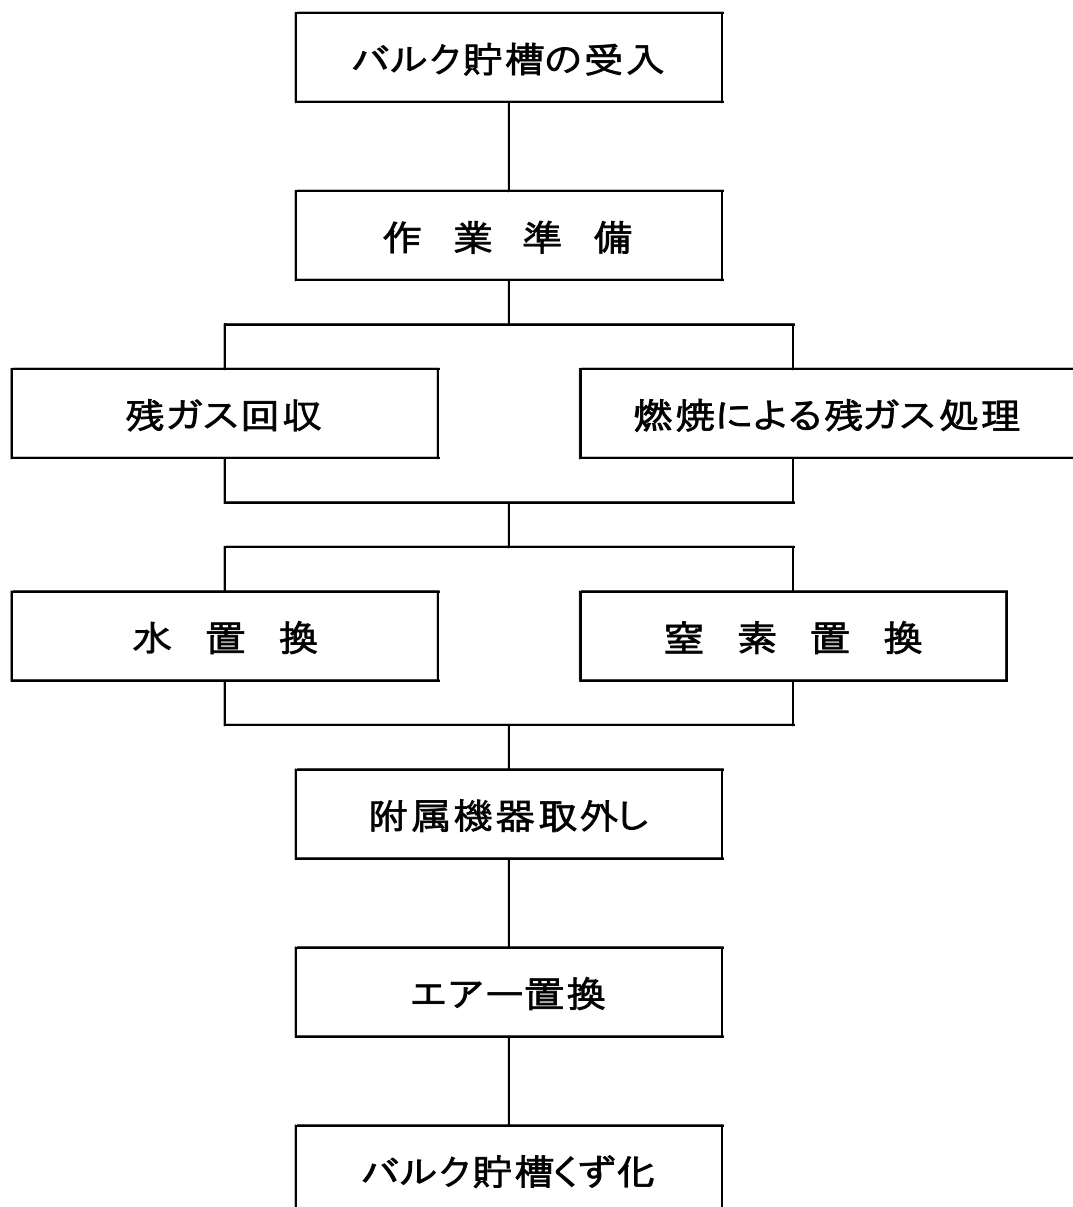 バルク貯槽の受入
作　業　準　備
残ガス回収
燃焼による残ガス処理
水　置　換
窒　素　置　換
附属機器取外し
エアー置換
バルク貯槽くず化